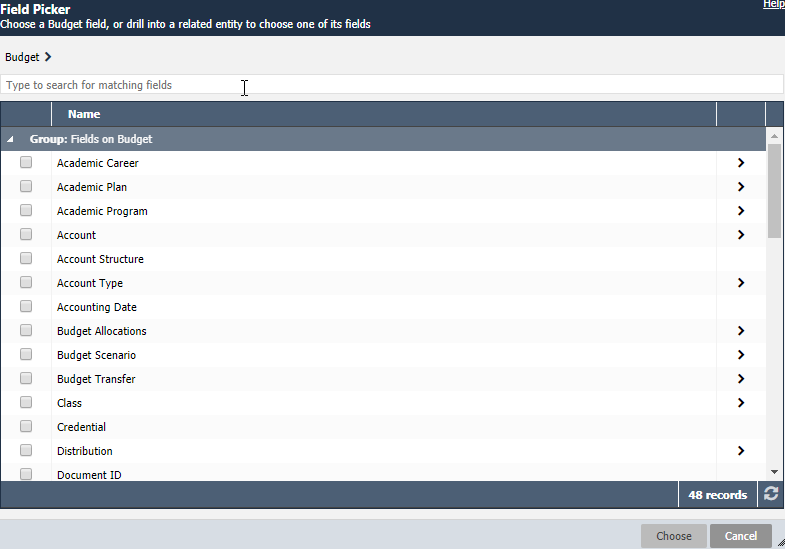 Field Picker
Help
Choose a Budget field, or drill into a related entity to choose one of its fields
Budget
Type to search for matching fields
Name
Group: Fields on Budget
Academic Career
Academic Plan
Academic Program
Account
Account Structure
Account Type
Accounting Date
Budget Allocations
Budget Scenario
Budget Transfer
Class
Credential
Distribution
Document ID
48 records
Choose
Cancel